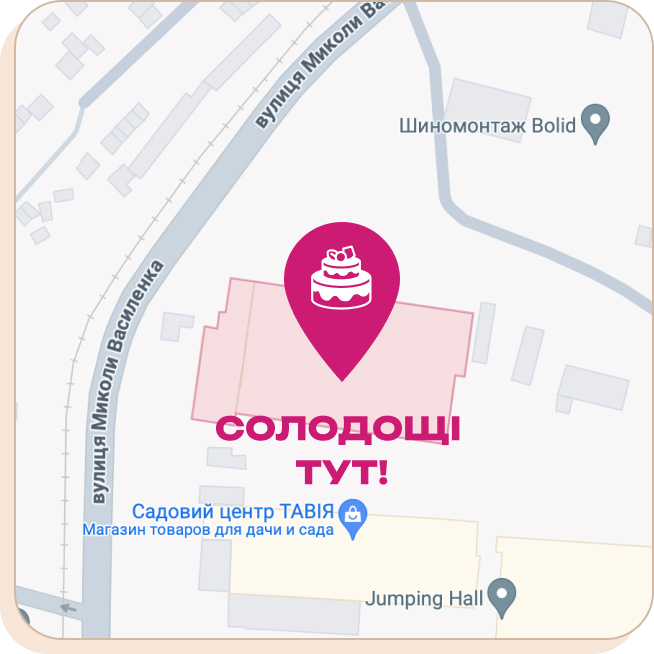 вулиця Миколи Ва
Шиномонтаж Bolid
вулиця Миколи Василенка
СОЛОДОЩІ
ТУТ!
Садовий центр ТАВІЯ
Магазин товаров для дачи и сада
Jumping Hall